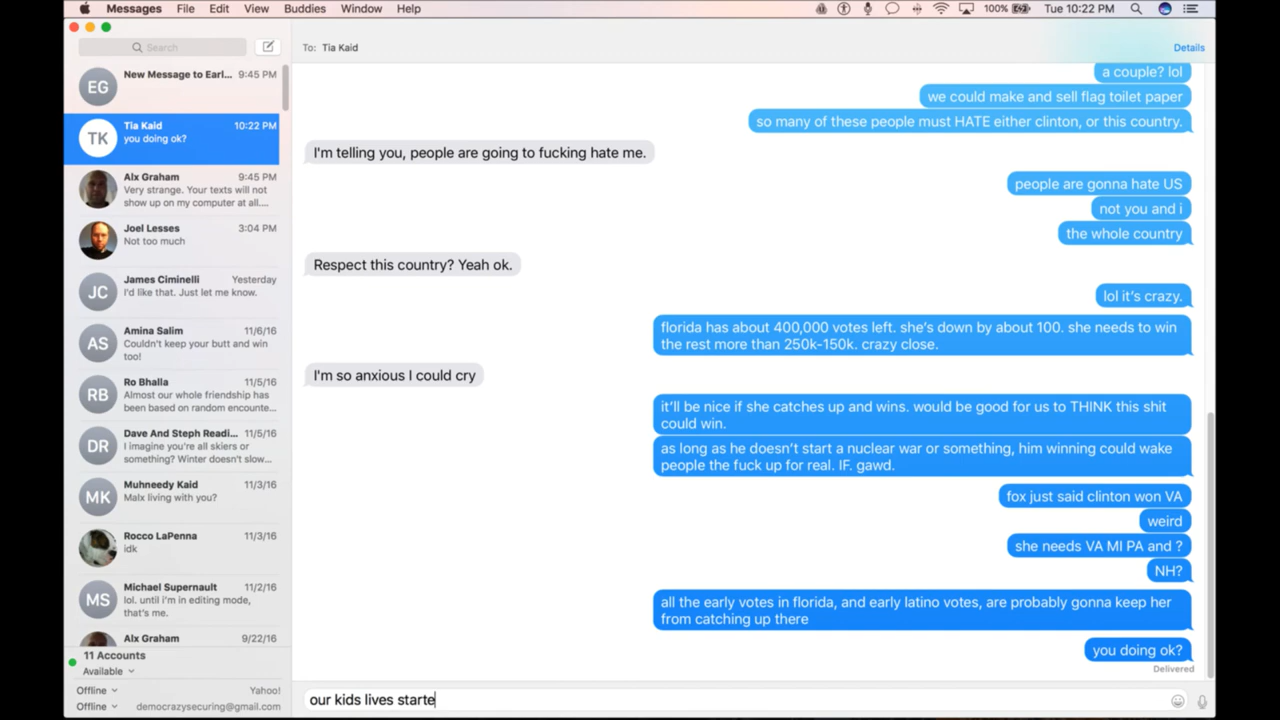 Messages File Edit View Buddies Window Help 100% Tue 10:22 PM
Search
To: Tia Kaid
Details
EG
New Message to Earl... 9:45 PM
TK
Tia Kaid 10:22 PM
you doing ok?
Alx Graham 9:45 PM
Very strange. Your texts will not
show up on my computer at all....
Joel Lesses 3:04 PM
Not too much
JC
James Ciminelli Yesterday
I'd like that. Just let me know.
AS
Amina Salim 11/6/16
Couldn't keep your butt and win
too!
RB
Ro Bhalla 11/5/16
Almost our whole friendship has
been based on random encounte...
DR
Dave And Steph Readi... 11/5/16
I imagine you're all skiers or
something? Winter doesn't slow...
MK
Muhneedy Kaid 11/3/16
Malx living with you?
Rocco LaPenna 11/3/16
idk
MS
Michael Supernault 11/2/16
lol. until i'm in editing mode,
that's me.
Alx Graham 9/22/16
11 Accounts
Available
Offline Yahoo!
Offline democrazysecuring@gmail.com
a couple? lol
we could make and sell flag toilet paper
so many of these people must HATE either clinton, or this country.
I'm telling you, people are going to fucking hate me.
people are gonna hate US
not you and i
the whole country
Respect this country? Yeah ok.
lol it's crazy.
florida has about 400,000 votes left. she's down by about 100. she needs to win
the rest more than 250k-150k. crazy close.
I'm so anxious I could cry
it'll be nice if she catches up and wins. would be good for us to THINK this shit
could win.
as long as he doesn't start a nuclear war or something, him winning could wake
people the fuck up for real. IF. gawd.
fox just said clinton won VA
weird
she needs VA MI PA and ?
NH?
all the early votes in florida, and early latino votes, are probably gonna keep her
from catching up there
you doing ok?
Delivered
our kids lives starte